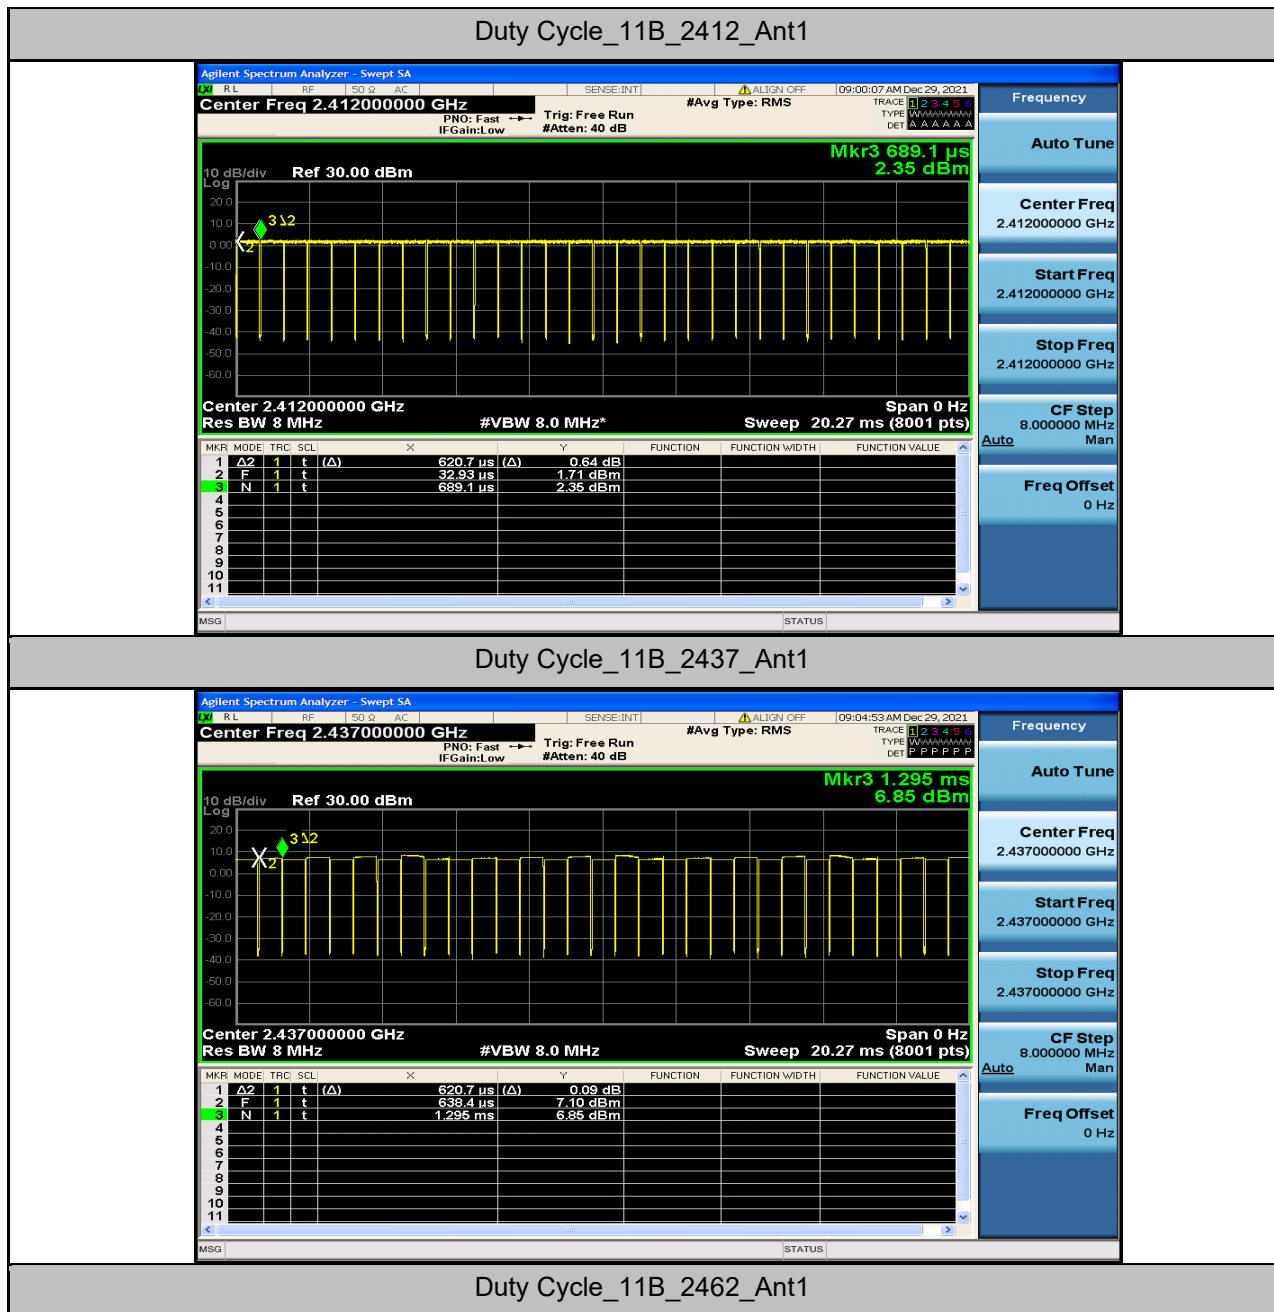 Duty Cycle_11B_2412_Ant1
Agilent Spectrum Analyzer - Swept SA
LXI RL RF 50 Ω AC SENSE:INT ALIGN OFF 09:00:07 AM Dec 29, 2021
Center Freq 2.412000000 GHz
PNO: Fast
IFGain:Low
Trig: Free Run
#Atten: 40 dB
#Avg Type: RMS
TRACE 1 2 3 4 5 6
TYPE W
DET A A A A A A
Mkr3 689.1 µs
2.35 dBm
10 dB/div Ref 30.00 dBm
Log
20.0
10.0
0.00
-10.0
-20.0
-30.0
-40.0
-50.0
-60.0
3Δ2
2
Center 2.412000000 GHz Span 0 Hz
Res BW 8 MHz #VBW 8.0 MHz* Sweep 20.27 ms (8001 pts)
MKR MODE TRC SCL X Y FUNCTION FUNCTION WIDTH FUNCTION VALUE
1 Δ2 1 t (Δ) 620.7 µs (Δ) 0.64 dB
2 F 1 t 32.93 µs 1.71 dBm
3 N 1 t 689.1 µs 2.35 dBm
4
5
6
7
8
9
10
11
MSG STATUS
Frequency
Auto Tune
Center Freq
2.412000000 GHz
Start Freq
2.412000000 GHz
Stop Freq
2.412000000 GHz
CF Step
8.000000 MHz
Auto Man
Freq Offset
0 Hz
Duty Cycle_11B_2437_Ant1
Agilent Spectrum Analyzer - Swept SA
LXI RL RF 50 Ω AC SENSE:INT ALIGN OFF 09:04:53 AM Dec 29, 2021
Center Freq 2.437000000 GHz
PNO: Fast
IFGain:Low
Trig: Free Run
#Atten: 40 dB
#Avg Type: RMS
TRACE 1 2 3 4 5 6
TYPE W
DET P P P P P P
Mkr3 1.295 ms
6.85 dBm
10 dB/div Ref 30.00 dBm
Log
20.0
10.0
0.00
-10.0
-20.0
-30.0
-40.0
-50.0
-60.0
3Δ2
2
Center 2.437000000 GHz Span 0 Hz
Res BW 8 MHz #VBW 8.0 MHz Sweep 20.27 ms (8001 pts)
MKR MODE TRC SCL X Y FUNCTION FUNCTION WIDTH FUNCTION VALUE
1 Δ2 1 t (Δ) 620.7 µs (Δ) 0.09 dB
2 F 1 t 638.4 µs 7.10 dBm
3 N 1 t 1.295 ms 6.85 dBm
4
5
6
7
8
9
10
11
MSG STATUS
Frequency
Auto Tune
Center Freq
2.437000000 GHz
Start Freq
2.437000000 GHz
Stop Freq
2.437000000 GHz
CF Step
8.000000 MHz
Auto Man
Freq Offset
0 Hz
Duty Cycle_11B_2462_Ant1